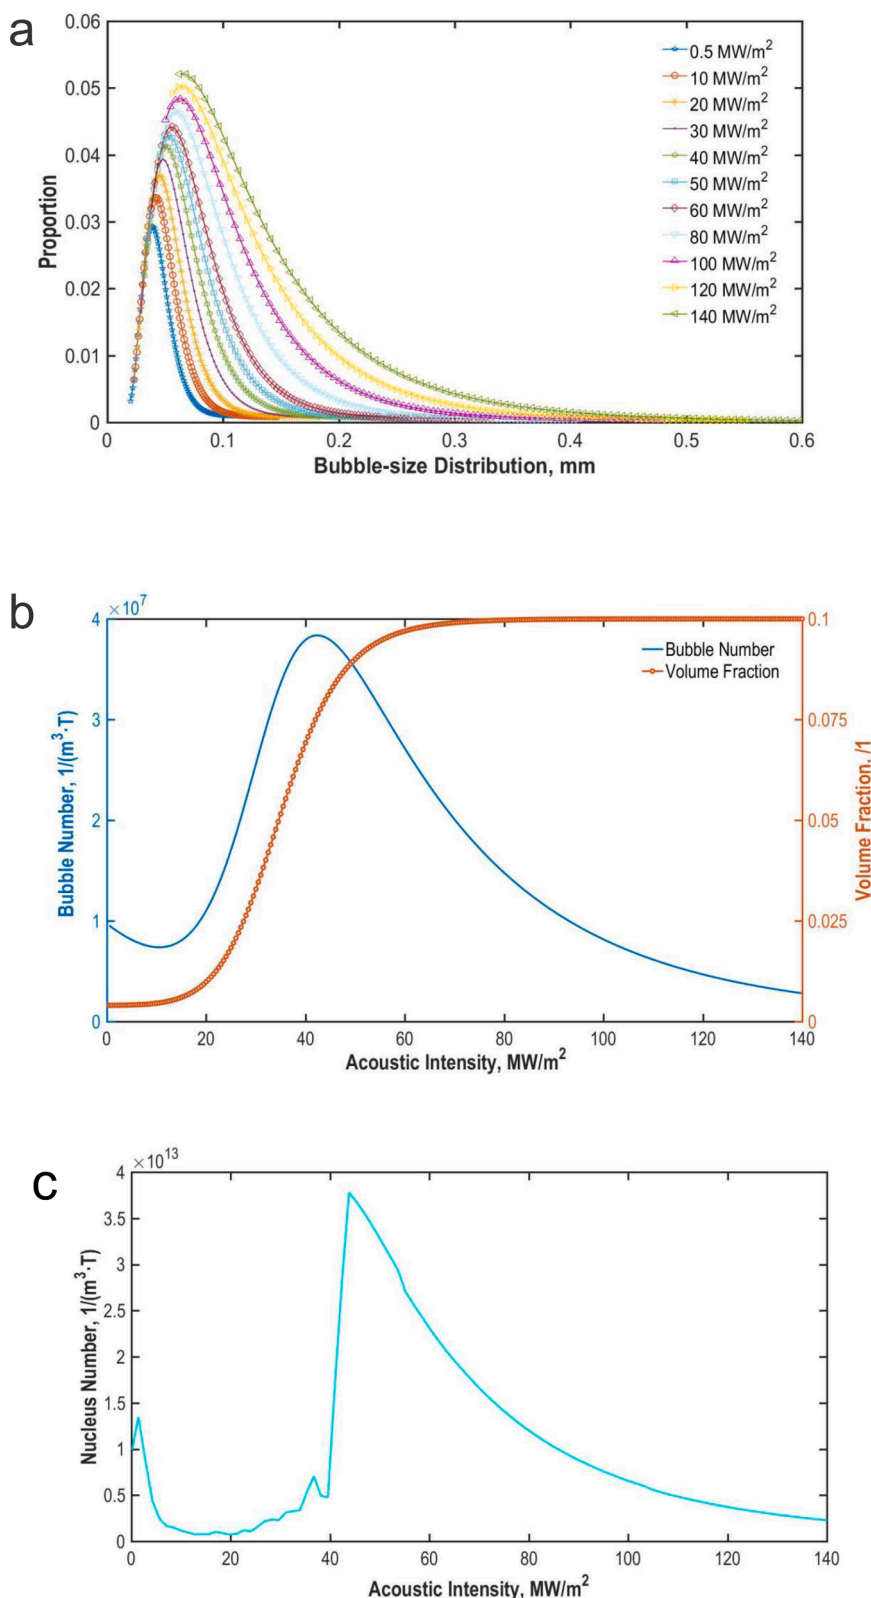 a
0.06
0.05
0.04
0.03
0.02
0.01
0
Proportion
0.5 MW/m²
10 MW/m²
20 MW/m²
30 MW/m²
40 MW/m²
50 MW/m²
60 MW/m²
80 MW/m²
100 MW/m²
120 MW/m²
140 MW/m²
0 0.1 0.2 0.3 0.4 0.5 0.6
Bubble-size Distribution, mm
b
×10⁷
4
3
2
1
0
Bubble Number, 1/(m³·T)
Bubble Number
Volume Fraction
0.1
0.075
0.05
0.025
0
Volume Fraction, /1
0 20 40 60 80 100 120 140
Acoustic Intensity, MW/m²
c
×10¹³
4
3.5
3
2.5
2
1.5
1
0.5
0
Nucleus Number, 1/(m³·T)
0 20 40 60 80 100 120 140
Acoustic Intensity, MW/m²